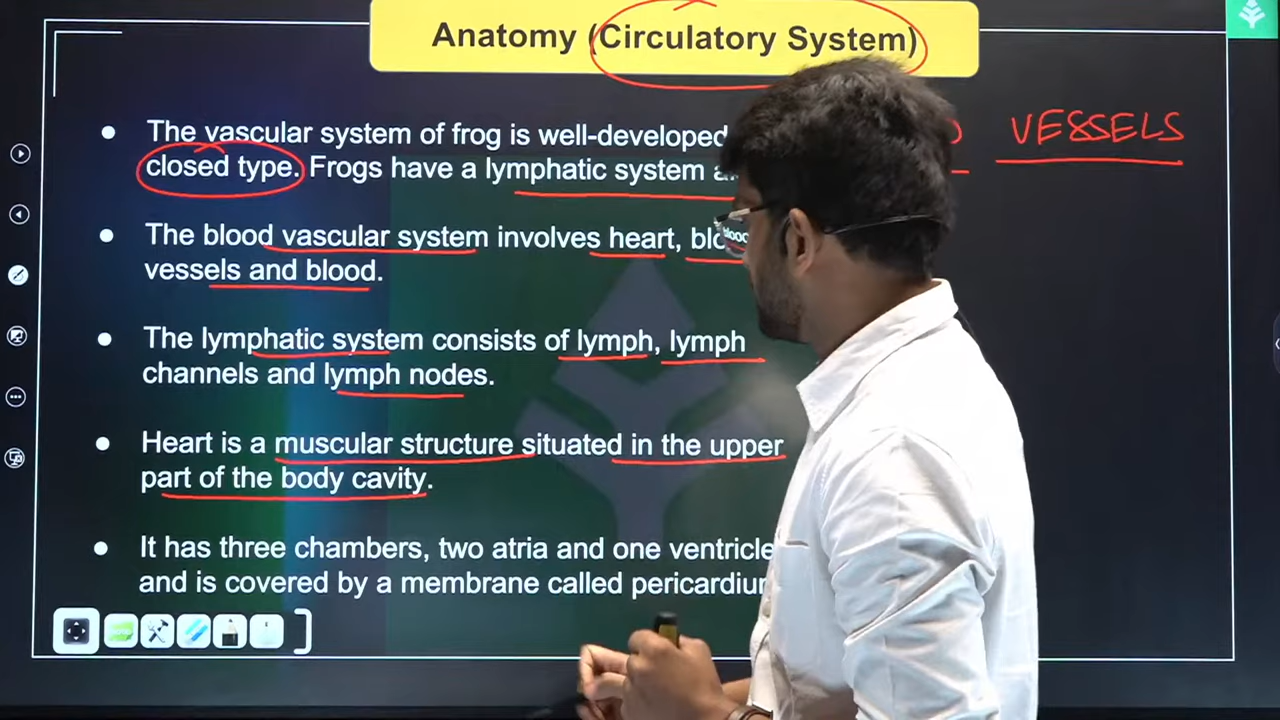 Anatomy (Circulatory System)
The vascular system of frog is well-developed
closed type. Frogs have a lymphatic system
VESSELS
The blood vascular system involves heart,
vessels and blood.
The lymphatic system consists of lymph, lymph
channels and lymph nodes.
Heart is a muscular structure situated in the upper
part of the body cavity.
It has three chambers, two atria and one ventricle
and is covered by a membrane called